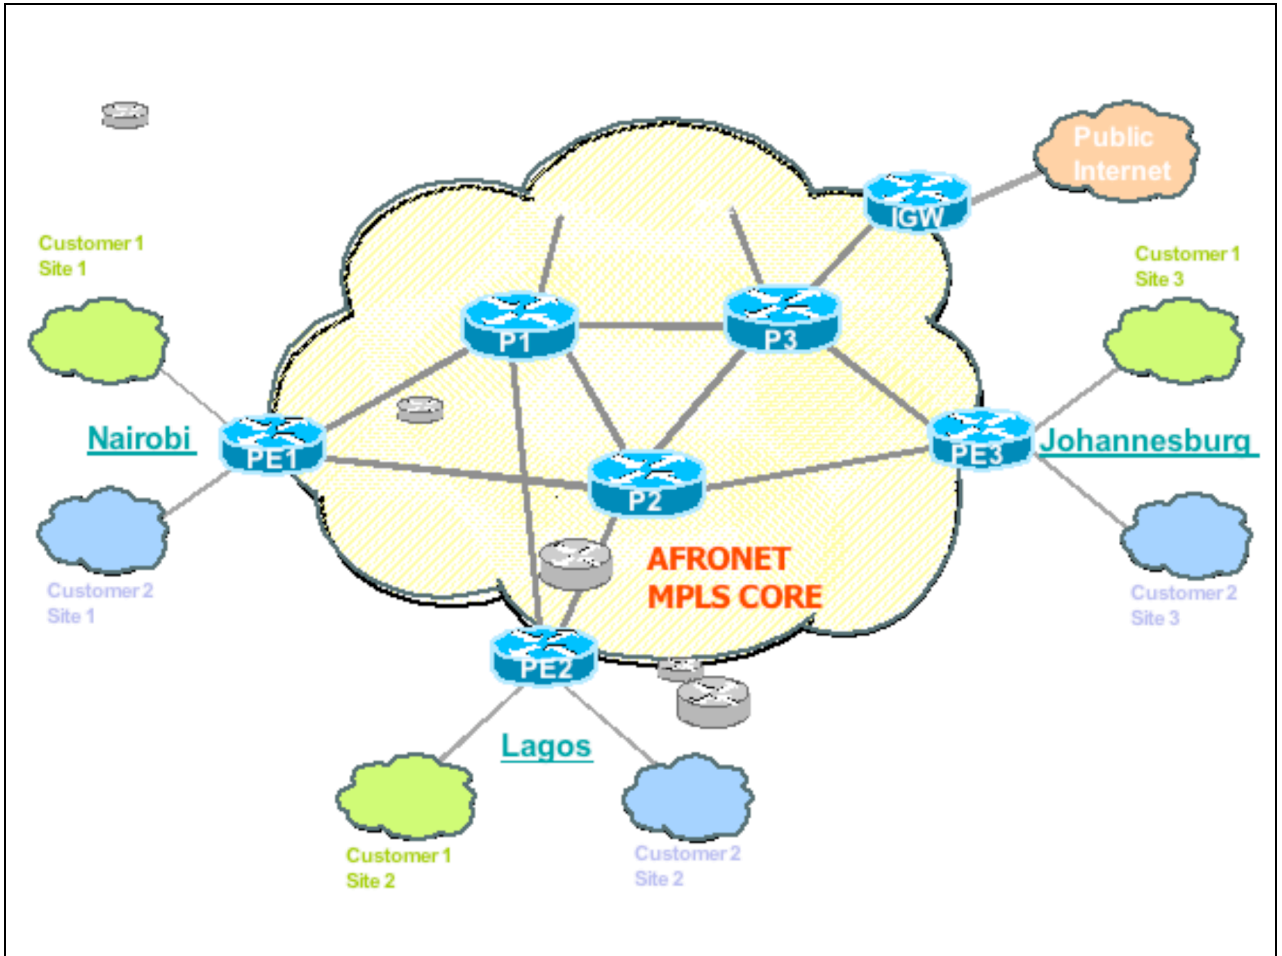 Public
Internet
IGW
Customer 1
Site 1
Customer 1
Site 3
P1
P3
Nairobi
PE1
PE3
Johannesburg
P2
AFRONET
MPLS CORE
Customer 2
Site 1
Customer 2
Site 3
PE2
Lagos
Customer 1
Site 2
Customer 2
Site 2